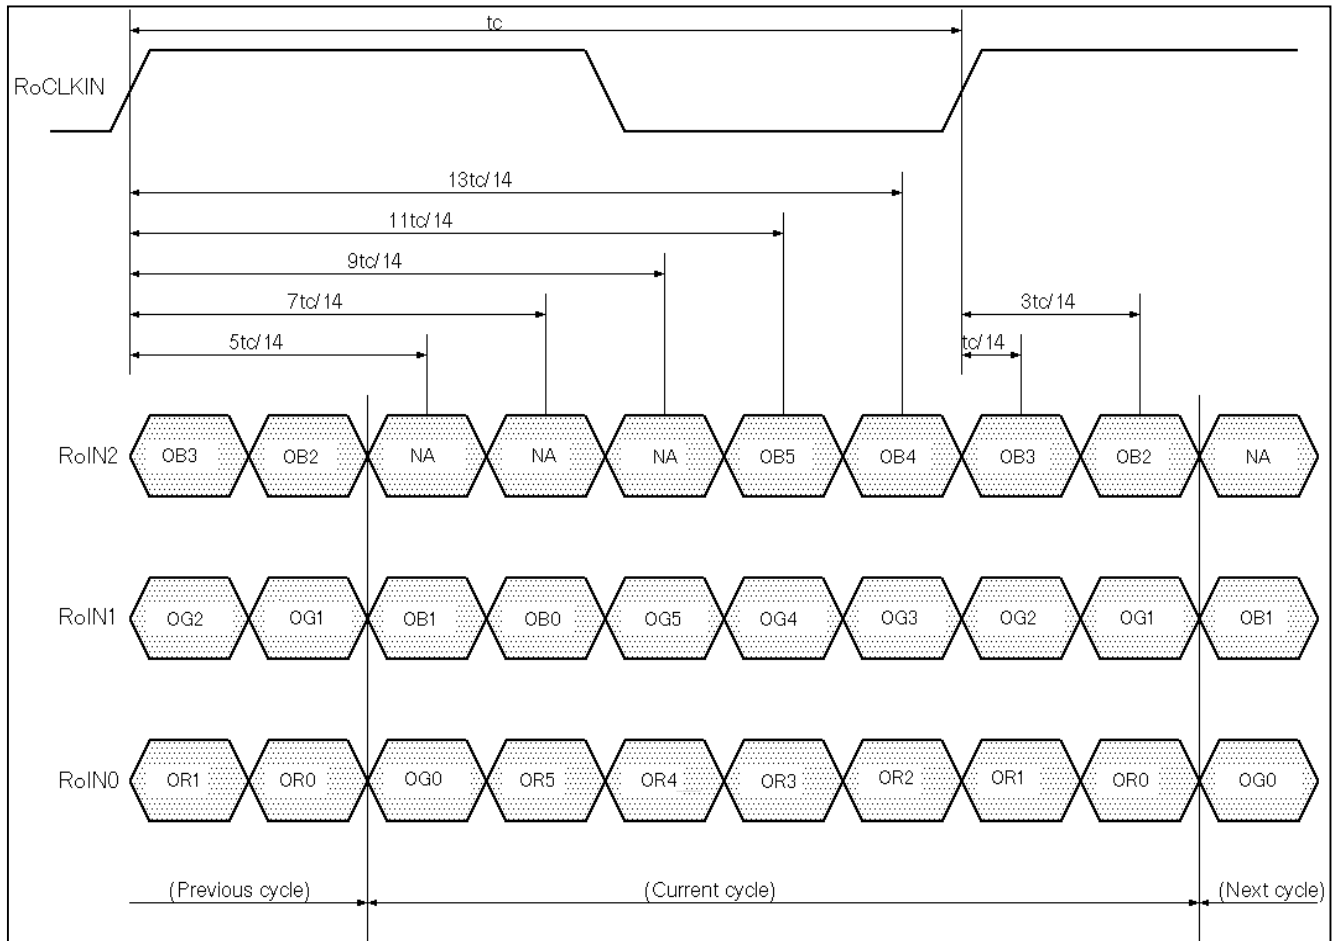 tc
RoCLKIN
13tc/14
11tc/14
9tc/14
7tc/14 3tc/14
5tc/14 tc/14
RoIN2 OB3 OB2 NA NA NA OB5 OB4 OB3 OB2 NA
RoIN1 OG2 OG1 OB1 OB0 OG5 OG4 OG3 OG2 OG1 OB1
RoIN0 OR1 OR0 OG0 OR5 OR4 OR3 OR2 OR1 OR0 OG0
(Previous cycle) (Current cycle) (Next cycle)